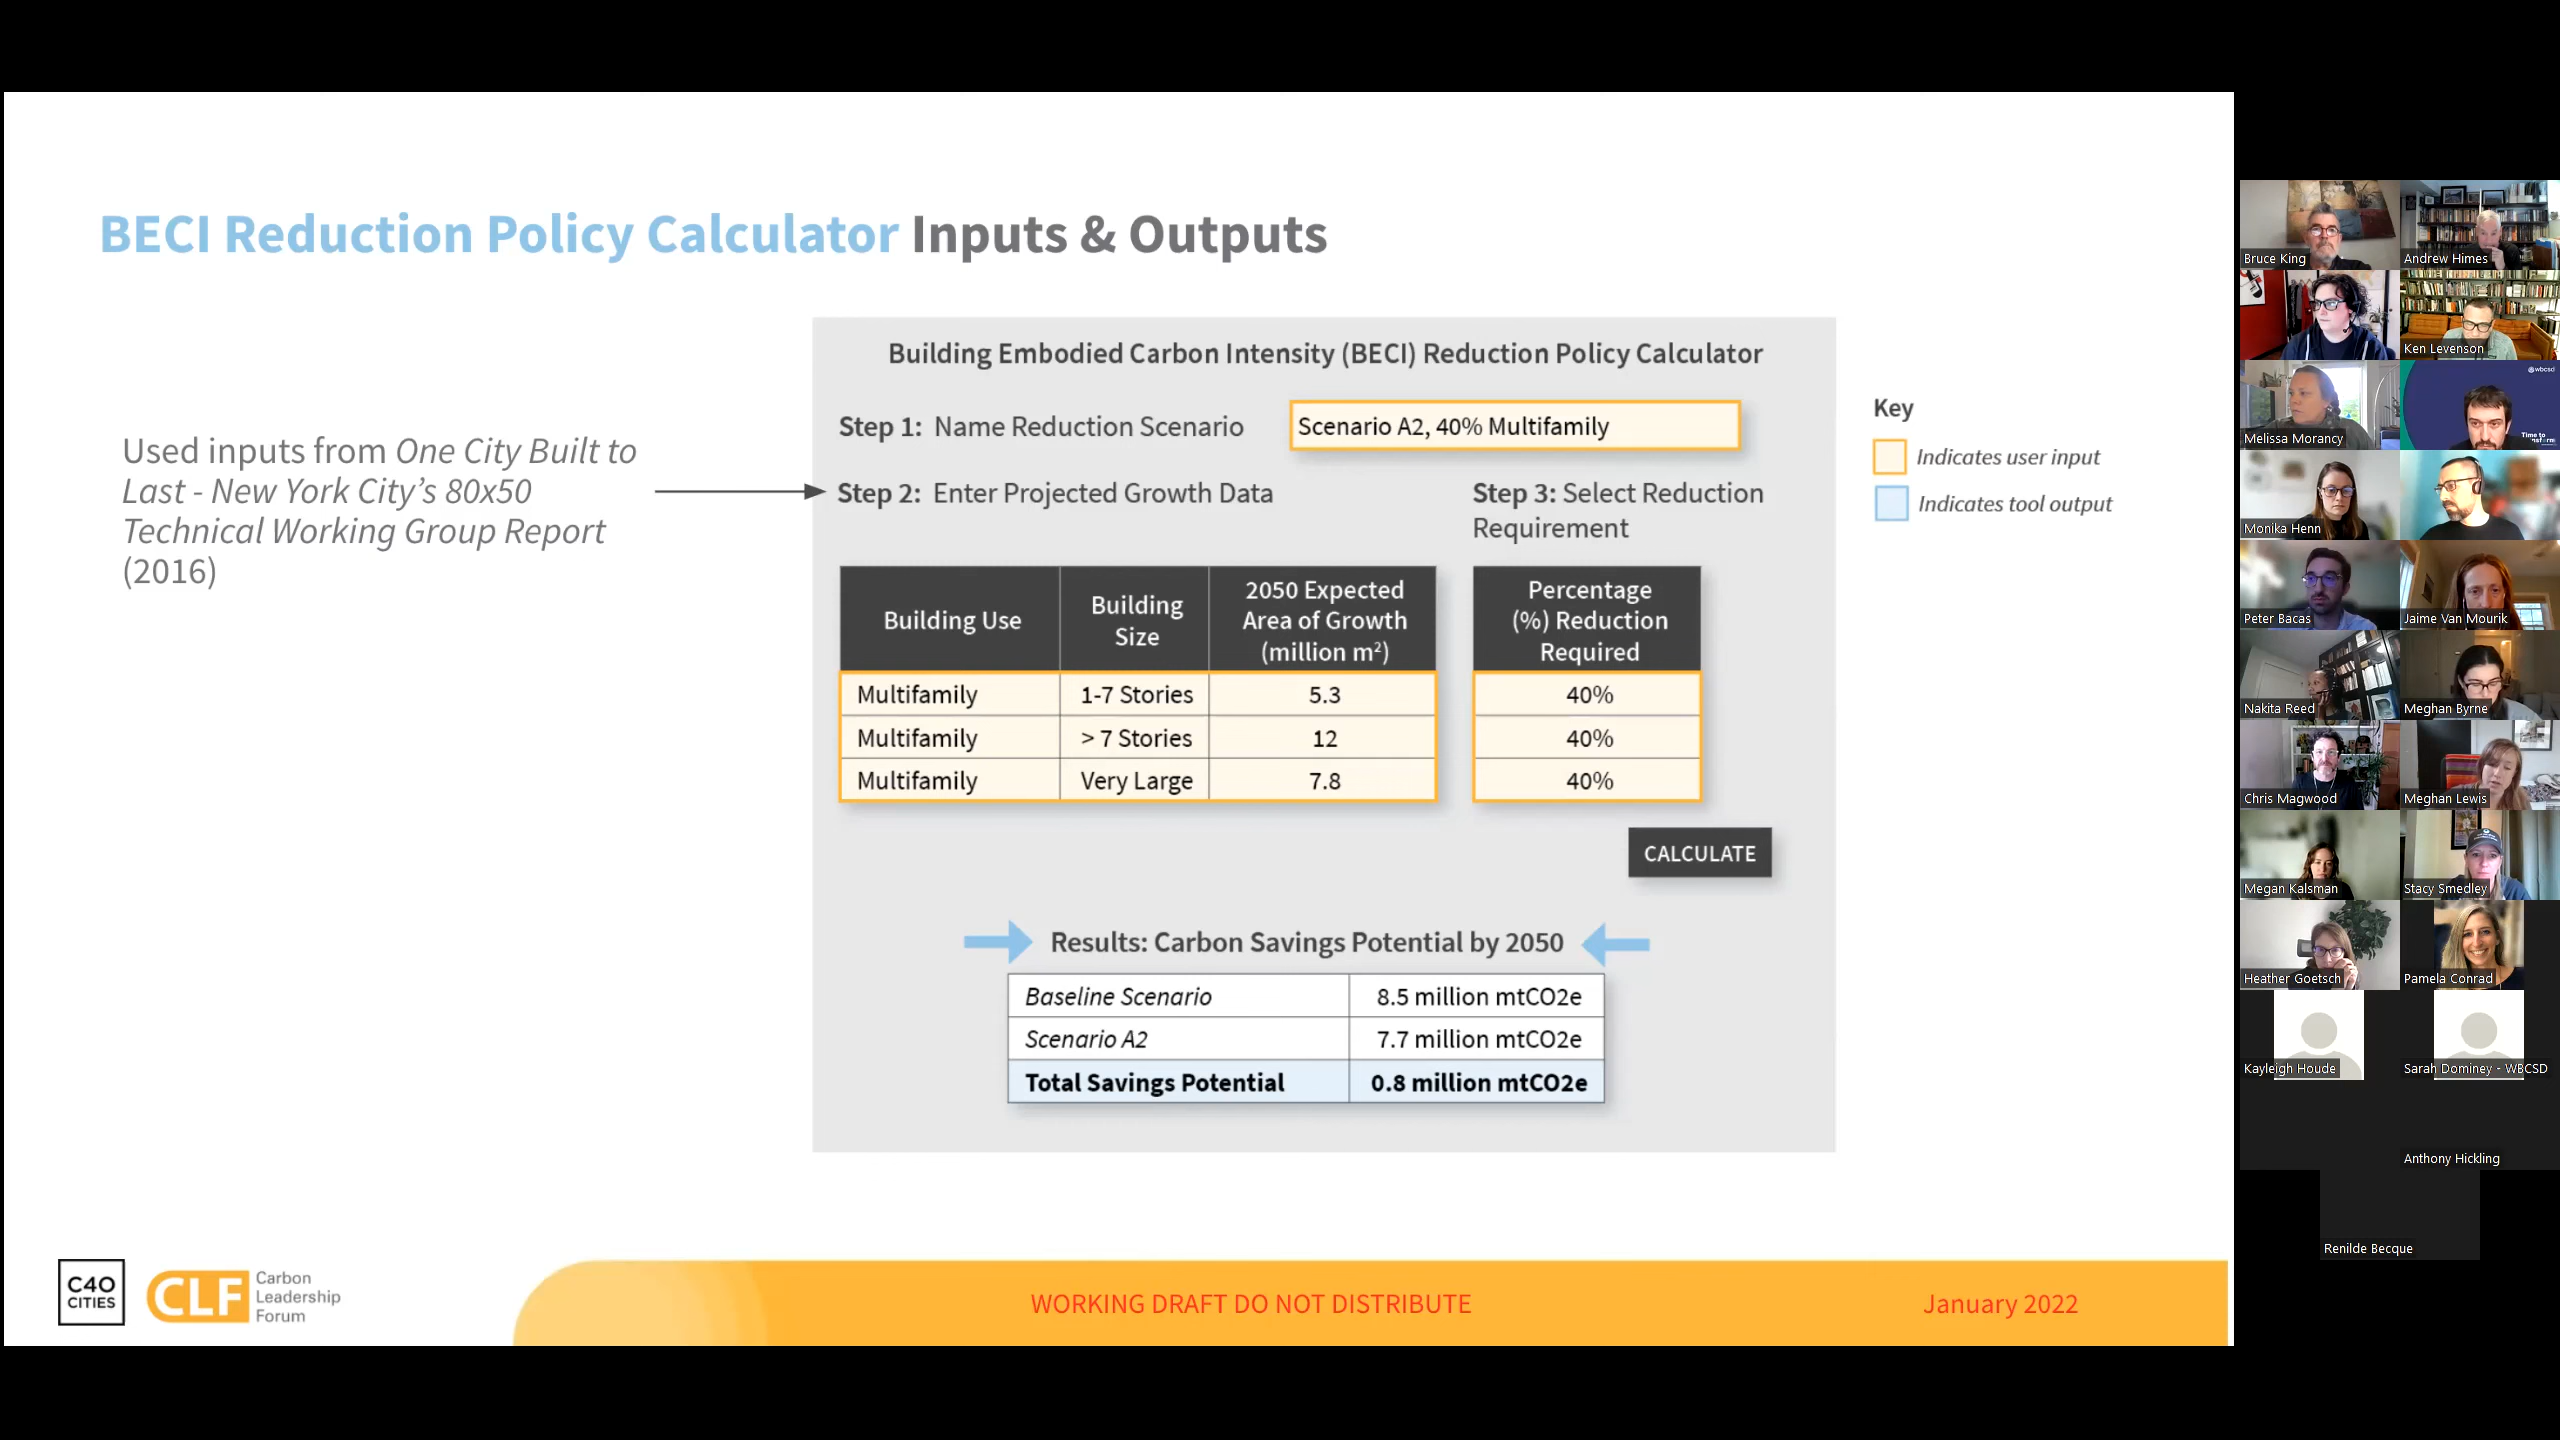 BECI Reduction Policy Calculator Inputs & Outputs
Used inputs from One City Built to
Last - New York City's 80x50
Technical Working Group Report
(2016)
Building Embodied Carbon Intensity (BECI) Reduction Policy Calculator
Step 1: Name Reduction Scenario
Scenario A2, 40% Multifamily
Step 2: Enter Projected Growth Data
Step 3: Select Reduction
Requirement
Building Use
Building
Size
2050 Expected
Area of Growth
(million m²)
Percentage
(%) Reduction
Required
Multifamily 1-7 Stories 5.3 40%
Multifamily > 7 Stories 12 40%
Multifamily Very Large 7.8 40%
CALCULATE
Results: Carbon Savings Potential by 2050
Baseline Scenario 8.5 million mtCO2e
Scenario A2 7.7 million mtCO2e
Total Savings Potential 0.8 million mtCO2e
Key
Indicates user input
Indicates tool output
C40
CITIES
CLF
Carbon
Leadership
Forum
WORKING DRAFT DO NOT DISTRIBUTE
January 2022
Bruce King
Andrew Himes
Ken Levenson
Melissa Morancy
wbcsd
Time to
Monika Henn
Peter Bacas
Jaime Van Mourik
Nakita Reed
Meghan Byrne
Chris Magwood
Meghan Lewis
Megan Kalsman
Stacy Smedley
Heather Goetsch
Pamela Conrad
Kayleigh Houde
Sarah Dominey - WBCSD
Anthony Hickling
Renilde Becque